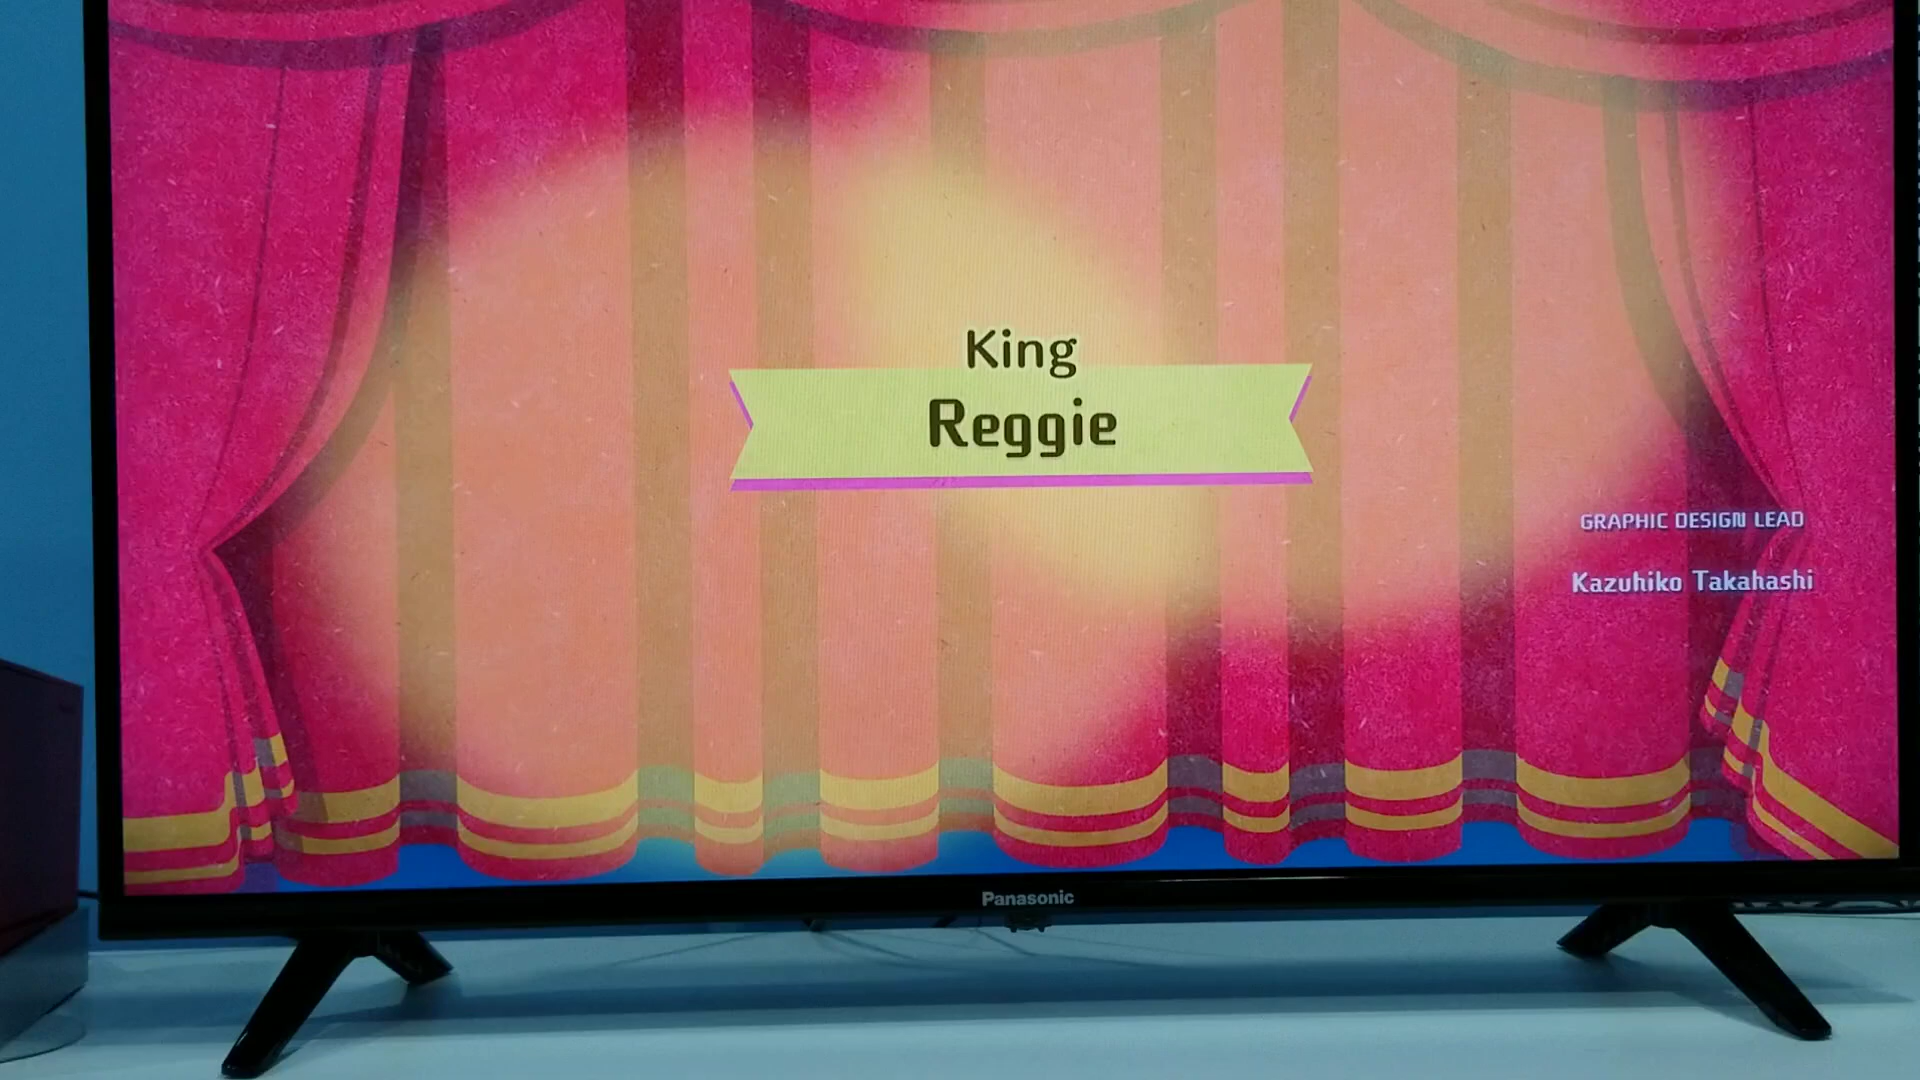 King
Reggie
GRAPHIC DESIGN LEAD
Kazuhiko Takahashi
Panasonic